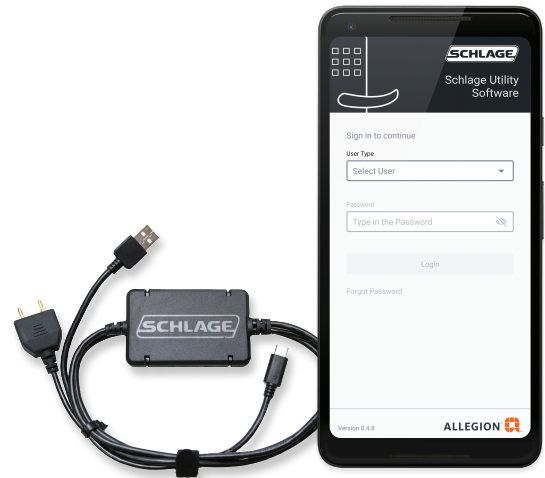 SCHLAGE
Schlage Utility
Software
Sign in to continue
User Type
Select User
Password
Type in the Password
Login
Forgot Password
Version 0.4.8
ALLEGION
SCHLAGE